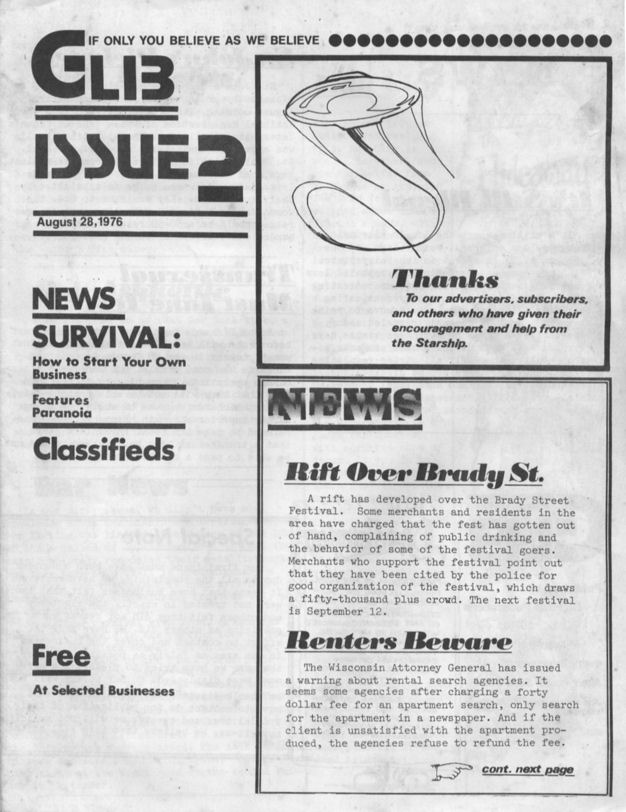 IF ONLY YOU BELIEVE AS WE BELIEVE
GLIB
ISSUE 2
August 28,1976
NEWS
SURVIVAL:
How to Start Your Own
Business
Features
Paranoia
Classifieds
Free
At Selected Businesses
Thanks
To our advertisers, subscribers,
and others who have given their
encouragement and help from
the Starship.
NEWS
Rift Over Brady St.
A rift has developed over the Brady Street
Festival. Some merchants and residents in the
area have charged that the fest has gotten out
of hand, complaining of public drinking and
the behavior of some of the festival goers.
Merchants who support the festival point out
that they have been cited by the police for
good organization of the festival, which draws
a fifty-thousand plus crowd. The next festival
is September 12.
Renters Beware
The Wisconsin Attorney General has issued
a warning about rental search agencies. It
seems some agencies after charging a forty
dollar fee for an apartment search, only search
for the apartment in a newspaper. And if the
client is unsatisfied with the apartment pro-
duced, the agencies refuse to refund the fee.
cont. next page